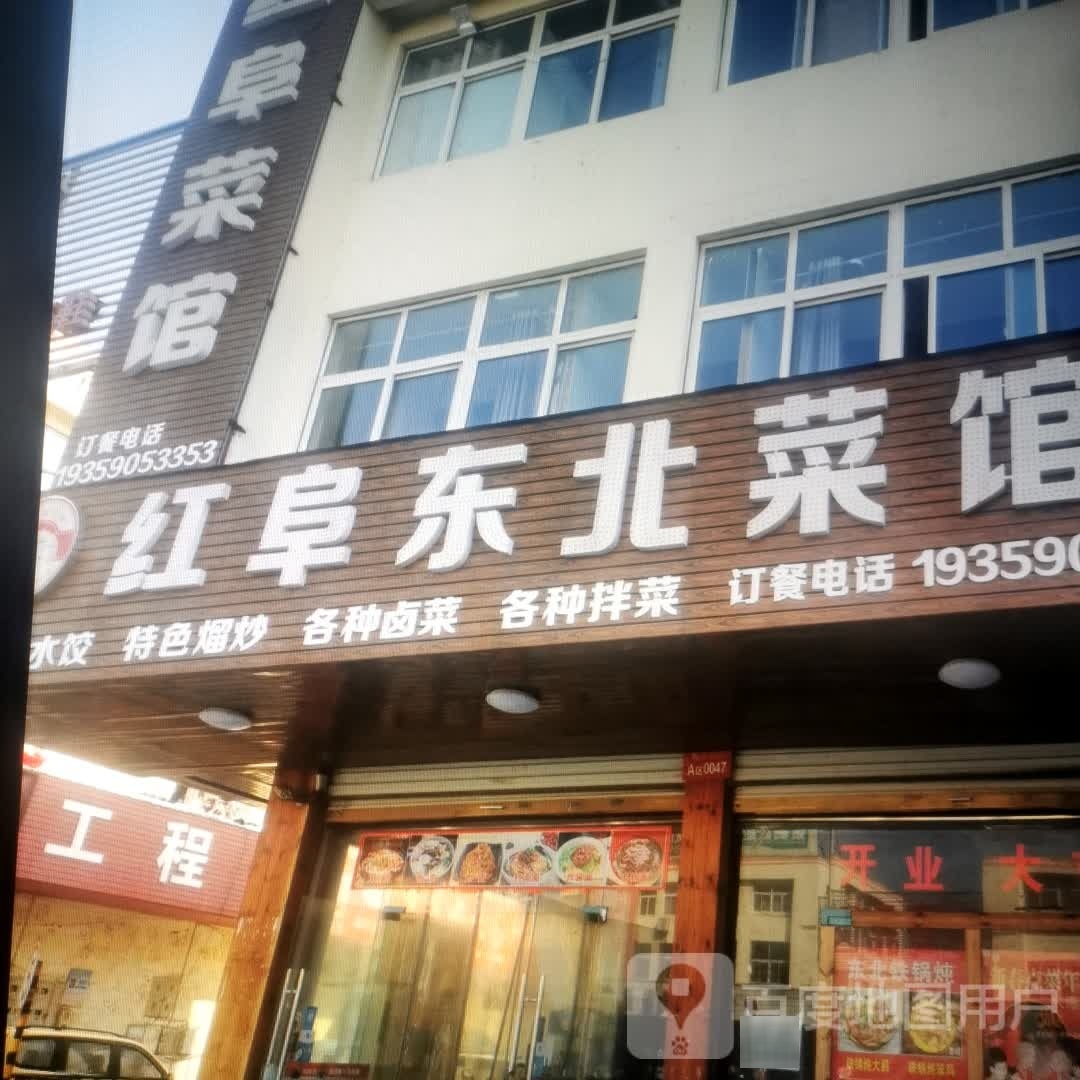 阜菜馆
订餐电话
19359053353
红阜东北菜馆
水饺 特色熘炒 各种卤菜 各种拌菜 订餐电话 193590
A区0047
工程
开业大
东北铁锅炖
百度地图用户